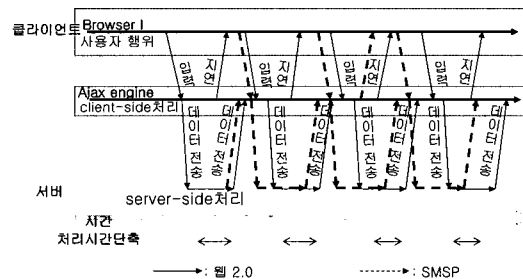 클라이언트
Browser I
사용자 행위
입력
지연
입력
지연
입력
지연
입력
지연
Ajax engine
client-side처리
데이터 전송
데이터 전송
데이터 전송
데이터 전송
데이터 전송
데이터 전송
데이터 전송
데이터 전송
서버
server-side처리
시간
처리시간단축
: 웹 2.0
: SMSP